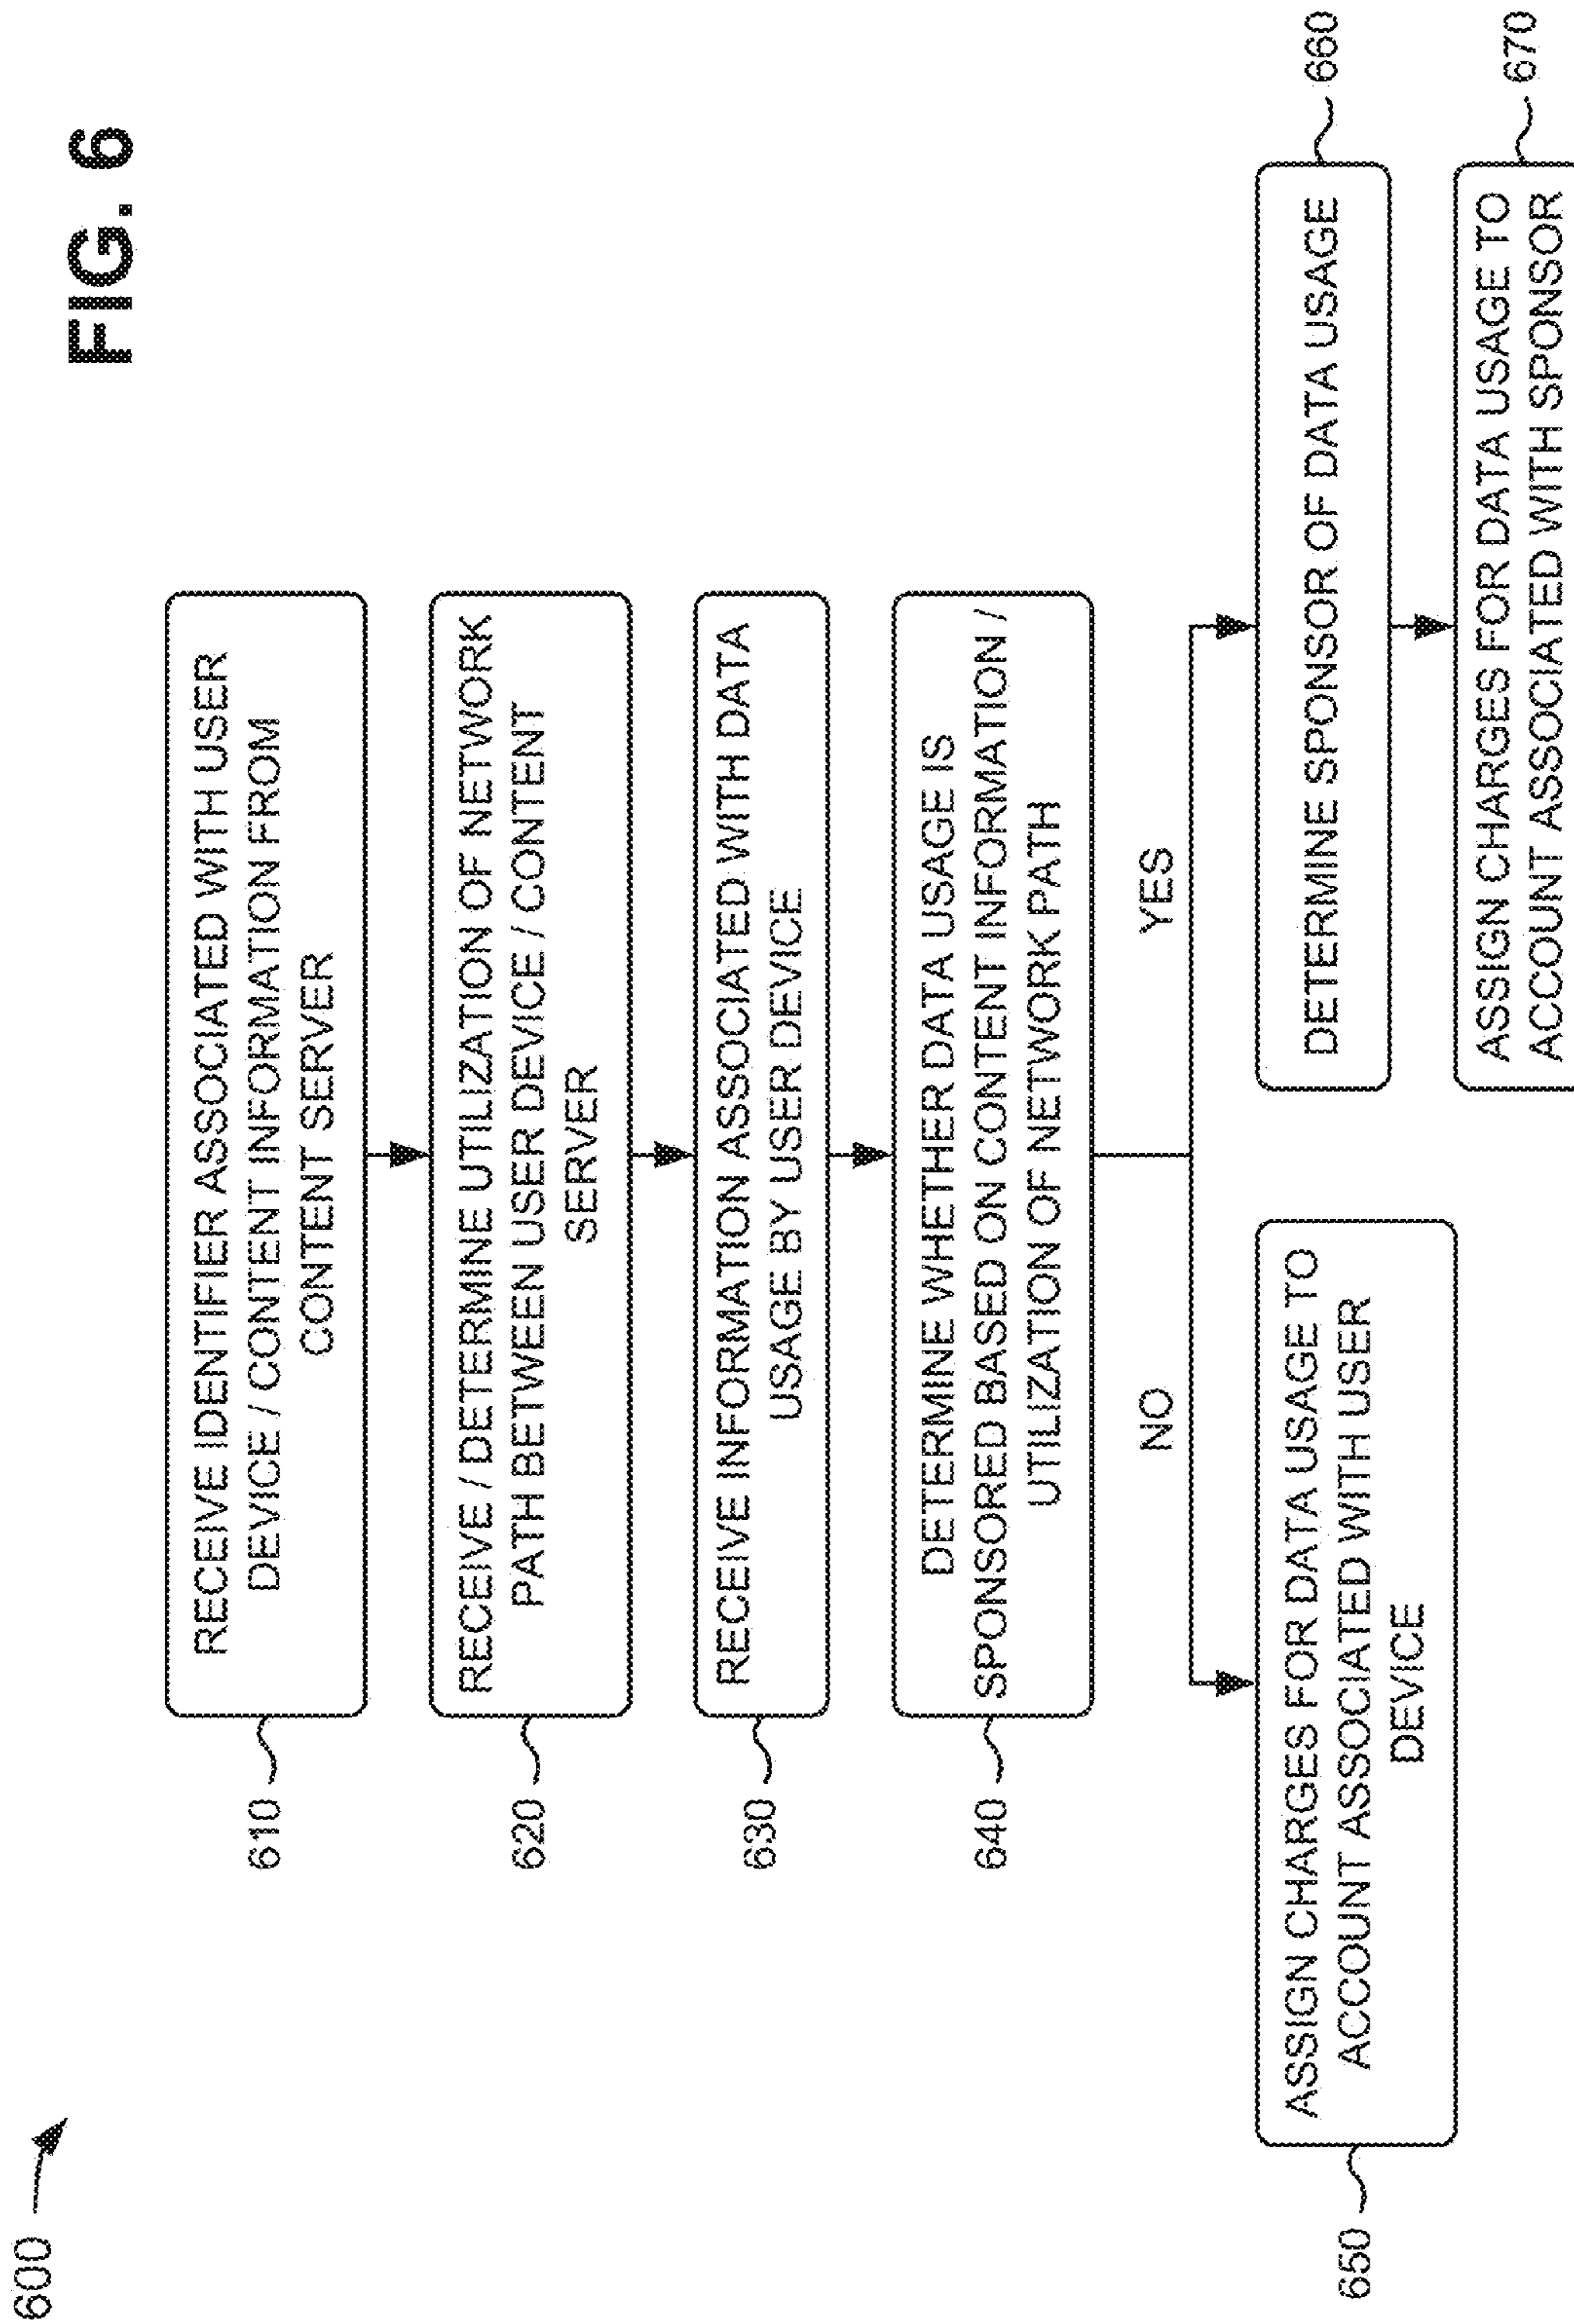 600
FIG. 6
610
RECEIVE IDENTIFIER ASSOCIATED WITH USER
DEVICE / CONTENT INFORMATION FROM
CONTENT SERVER
620
RECEIVE / DETERMINE UTILIZATION OF NETWORK
PATH BETWEEN USER DEVICE / CONTENT
SERVER
630
RECEIVE INFORMATION ASSOCIATED WITH DATA
USAGE BY USER DEVICE
640
DETERMINE WHETHER DATA USAGE IS
SPONSORED BASED ON CONTENT INFORMATION /
UTILIZATION OF NETWORK PATH
NO
YES
650
ASSIGN CHARGES FOR DATA USAGE TO
ACCOUNT ASSOCIATED WITH USER
DEVICE
DETERMINE SPONSOR OF DATA USAGE
660
ASSIGN CHARGES FOR DATA USAGE TO
ACCOUNT ASSOCIATED WITH SPONSOR
670